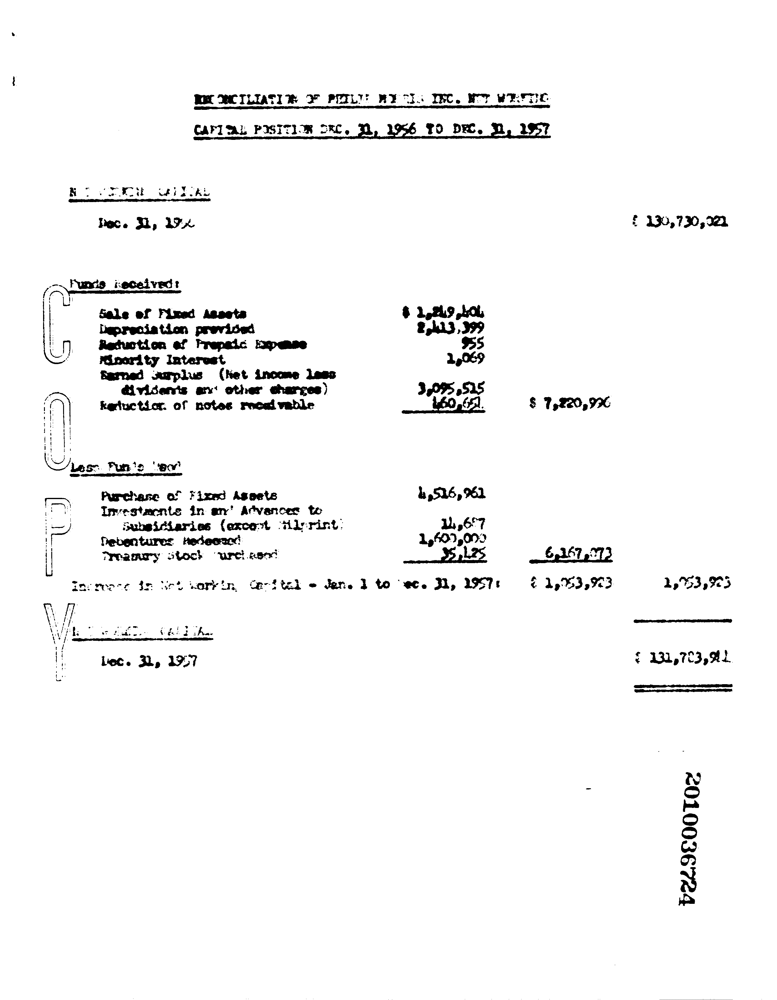 RECONCILIATION OF PHILIP MORRIS INC. NET WORKING
CAPITAL POSITION DEC. 31, 1956 TO DEC. 31, 1957
NET WORKING CAPITAL
Dec. 31, 1956 $ 130,730,021
Funds Received:
Sale of Fixed Assets $ 1,249,404
Depreciation provided 2,413,399
Reduction of Prepaid Expense 955
Minority Interest 1,069
Earned Surplus (Net income less
dividends and other charges) 3,095,515
Reduction of notes receivable 460,654 $ 7,220,996
Less Funds Used
Purchase of Fixed Assets 4,516,961
Investments in and Advances to
Subsidiaries (except Milprint) 14,687
Debentures Redeemed 1,600,000
Treasury Stock Purchased 35,425 6,167,073
Increase in Net Working Capital - Jan. 1 to Dec. 31, 1957: $ 1,053,923 1,053,923
NET WORKING CAPITAL
Dec. 31, 1957 $ 131,783,944
COPY
2010036724